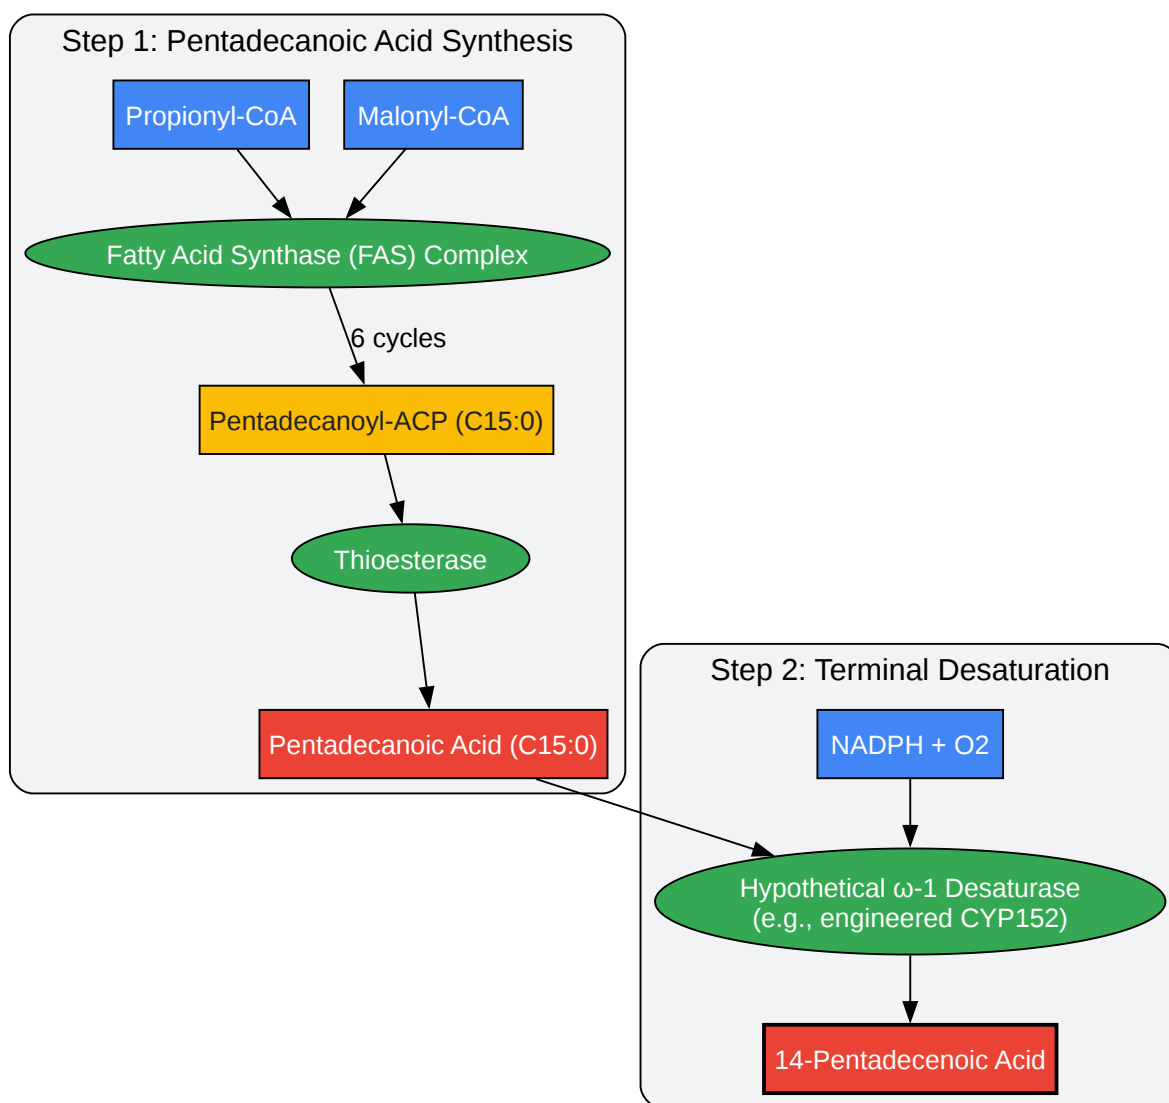 Step 1: Pentadecanoic Acid Synthesis
Propionyl-CoA
Malonyl-CoA
Fatty Acid Synthase (FAS) Complex
6 cycles
Pentadecanoyl-ACP (C15:0)
Thioesterase
Pentadecanoic Acid (C15:0)
Step 2: Terminal Desaturation
NADPH + O2
Hypothetical ω-1 Desaturase
(e.g., engineered CYP152)
14-Pentadecenoic Acid